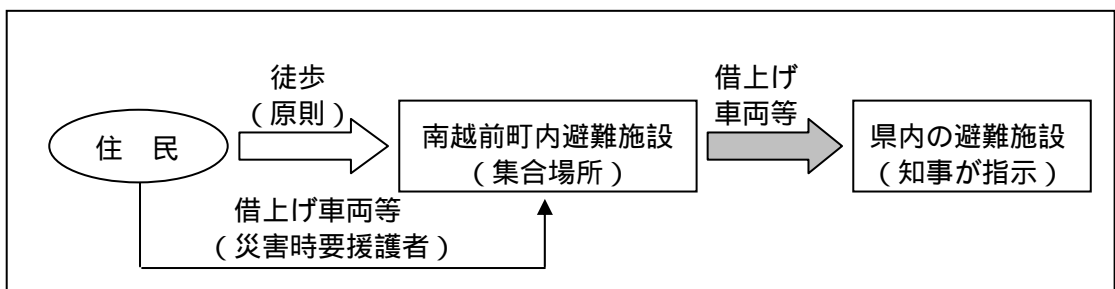 徒歩
（原則）
借上げ
車両等
住　民
南越前町内避難施設
（集合場所）
県内の避難施設
（知事が指示）
借上げ車両等
（災害時要援護者）